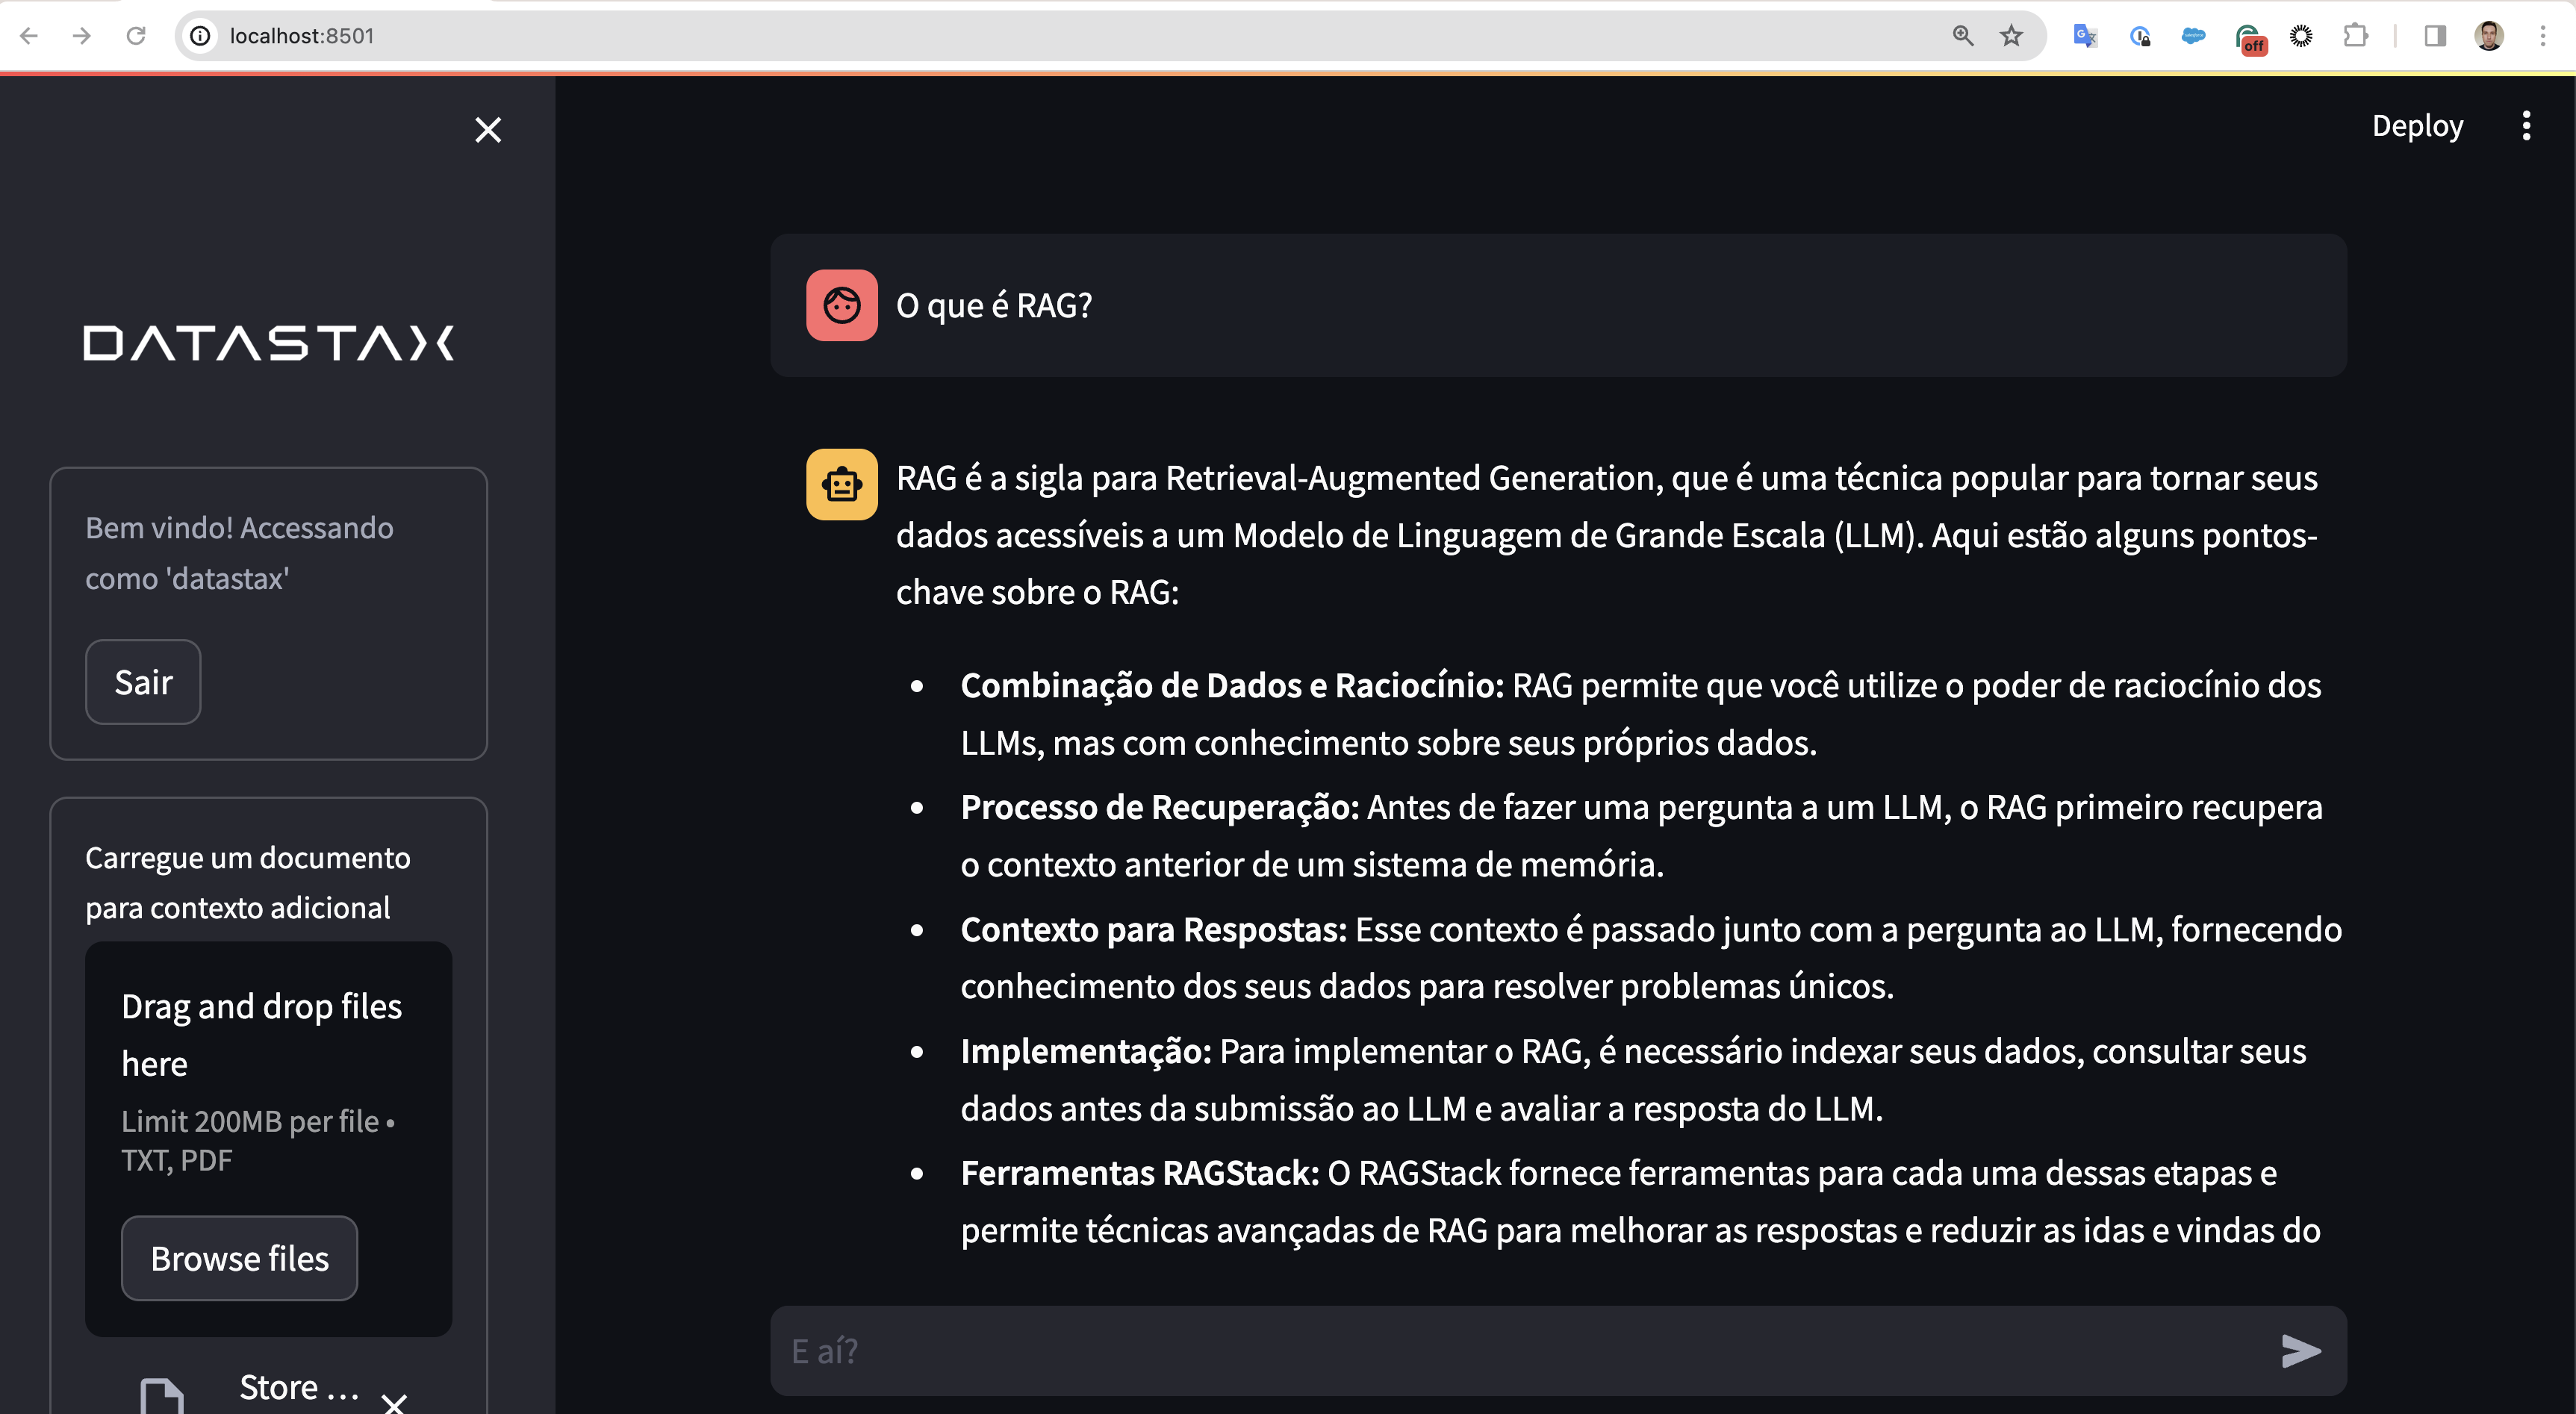 localhost:8501
off
Deploy
DATASTAX
Bem vindo! Accessando
como 'datastax'
Sair
Carregue um documento
para contexto adicional
Drag and drop files
here
Limit 200MB per file •
TXT, PDF
Browse files
Store ...
O que é RAG?
RAG é a sigla para Retrieval-Augmented Generation, que é uma técnica popular para tornar seus
dados acessíveis a um Modelo de Linguagem de Grande Escala (LLM). Aqui estão alguns pontos-
chave sobre o RAG:
• Combinação de Dados e Raciocínio: RAG permite que você utilize o poder de raciocínio dos
LLMs, mas com conhecimento sobre seus próprios dados.
• Processo de Recuperação: Antes de fazer uma pergunta a um LLM, o RAG primeiro recupera
o contexto anterior de um sistema de memória.
• Contexto para Respostas: Esse contexto é passado junto com a pergunta ao LLM, fornecendo
conhecimento dos seus dados para resolver problemas únicos.
• Implementação: Para implementar o RAG, é necessário indexar seus dados, consultar seus
dados antes da submissão ao LLM e avaliar a resposta do LLM.
• Ferramentas RAGStack: O RAGStack fornece ferramentas para cada uma dessas etapas e
permite técnicas avançadas de RAG para melhorar as respostas e reduzir as idas e vindas do
E aí?